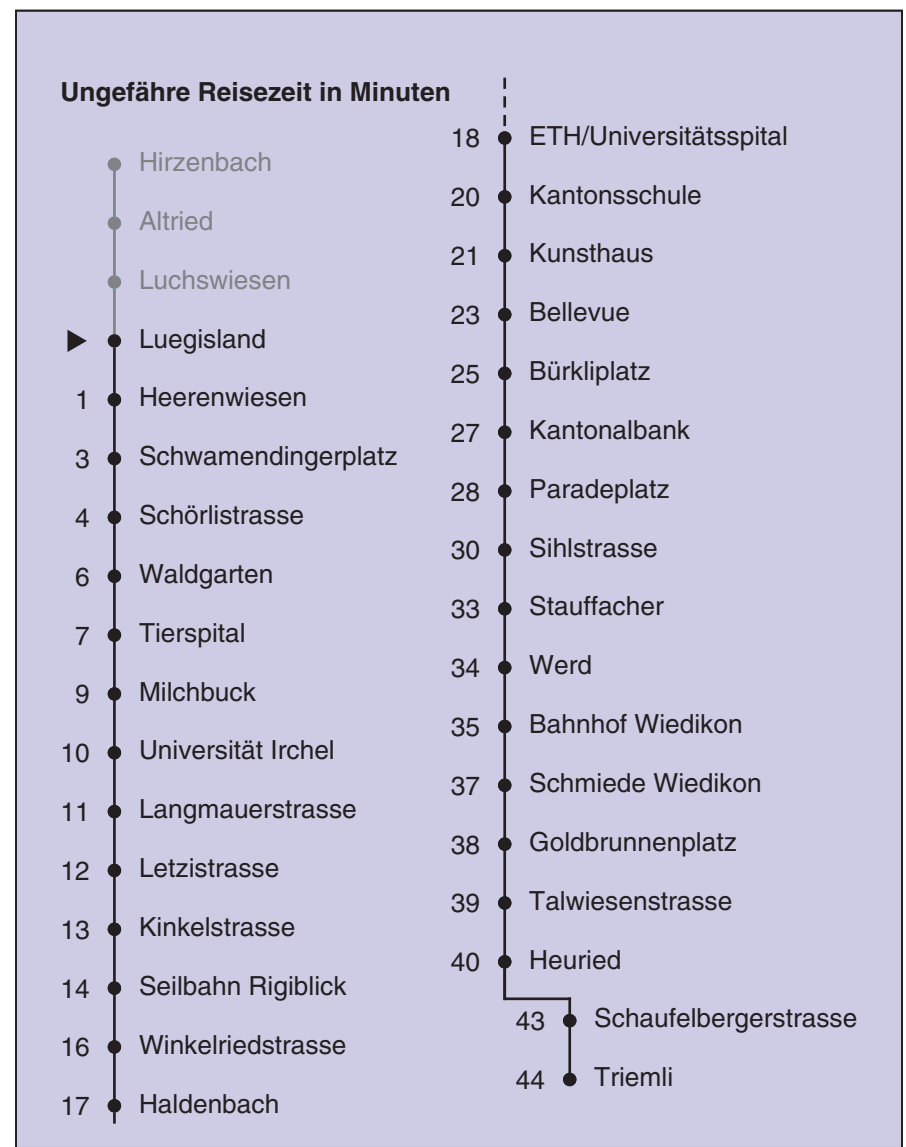 Ungefähre Reisezeit in Minuten
Hirzenbach
Altried
Luchswiesen
Luegisland
1 Heerenwiesen
3 Schwamendingerplatz
4 Schörlistrasse
6 Waldgarten
7 Tierspital
9 Milchbuck
10 Universität Irchel
11 Langmauerstrasse
12 Letzistrasse
13 Kinkelstrasse
14 Seilbahn Rigiblick
16 Winkelriedstrasse
17 Haldenbach
18 ETH/Universitätsspital
20 Kantonsschule
21 Kunsthaus
23 Bellevue
25 Bürkliplatz
27 Kantonalbank
28 Paradeplatz
30 Sihlstrasse
33 Stauffacher
34 Werd
35 Bahnhof Wiedikon
37 Schmiede Wiedikon
38 Goldbrunnenplatz
39 Talwiesenstrasse
40 Heuried
43 Schaufelbergerstrasse
44 Triemli